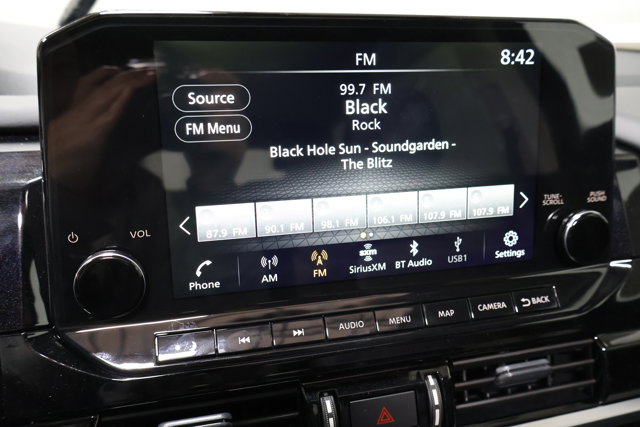 FM
8:42
Source
99.7 FM
Black
FM Menu
Rock
Black Hole Sun - Soundgarden -
The Blitz
87.9 FM 90.1 FM 98.1 FM 106.1 FM 107.9 FM 107.9 FM
TUNE-
SCROLL
PUSH
SOUND
VOL
Phone AM FM sxm SiriusXM BT Audio USB1 Settings
AUDIO MENU MAP CAMERA BACK